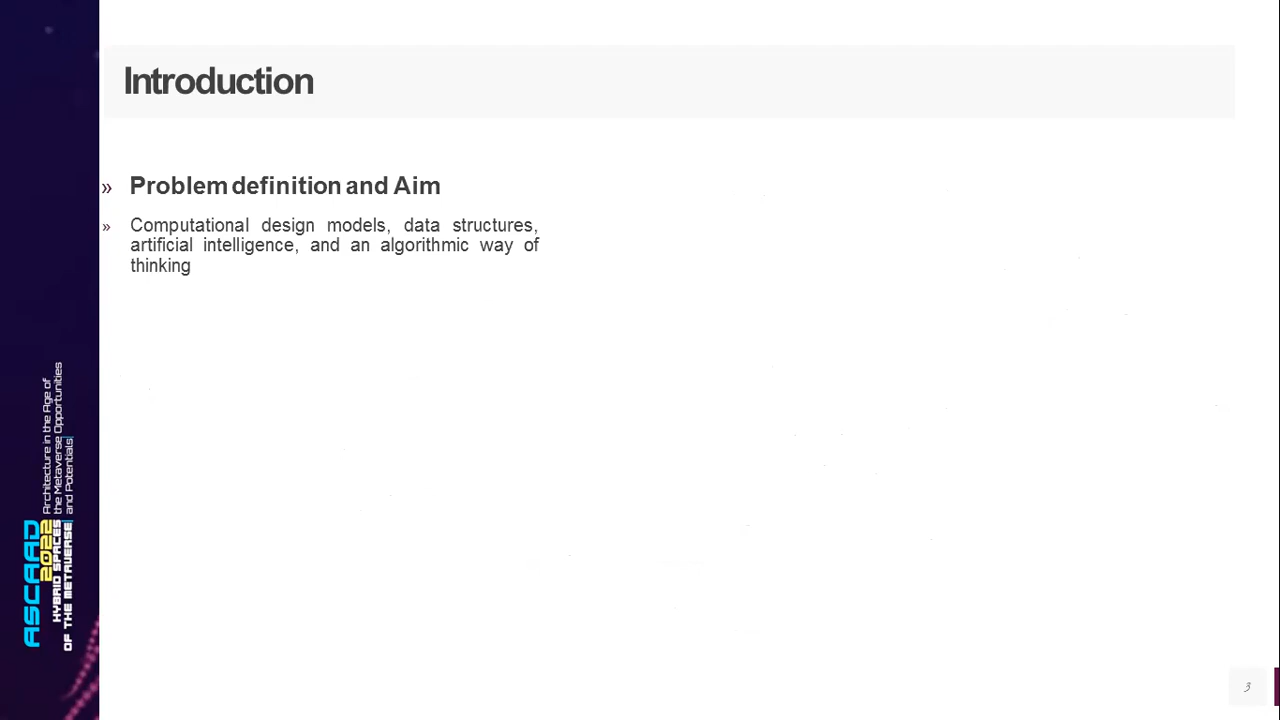 Introduction
» Problem definition and Aim
» Computational design models, data structures,
artificial intelligence, and an algorithmic way of
thinking
ASCAAD
2022
HYBRID SPACES
OF THE METAVERSE|
Architecture in the Age of
the Metaverse Opportunities
and Potentials|
3